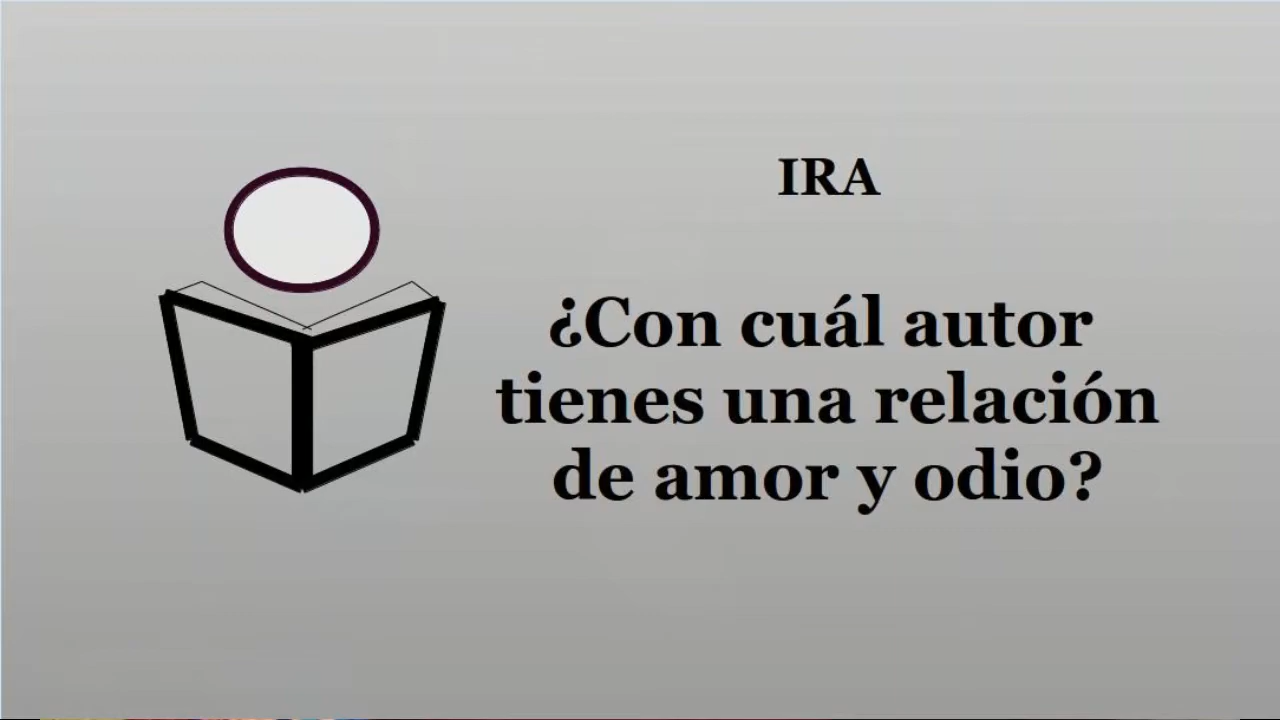 IRA
¿Con cuál autor
tienes una relación
de amor y odio?